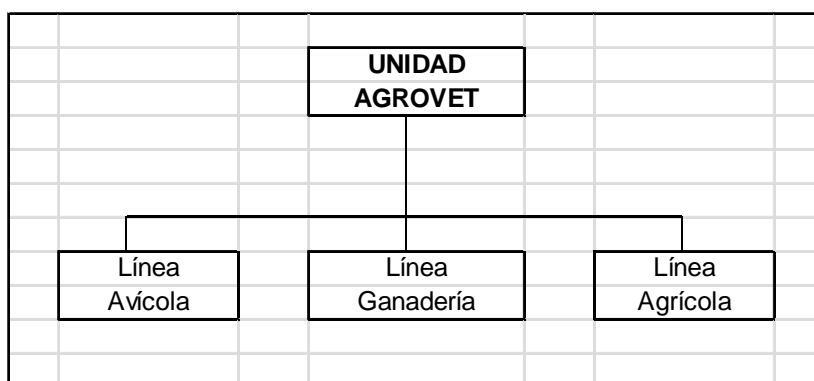 UNIDAD
AGROVET
Línea
Avícola
Línea
Ganadería
Línea
Agrícola